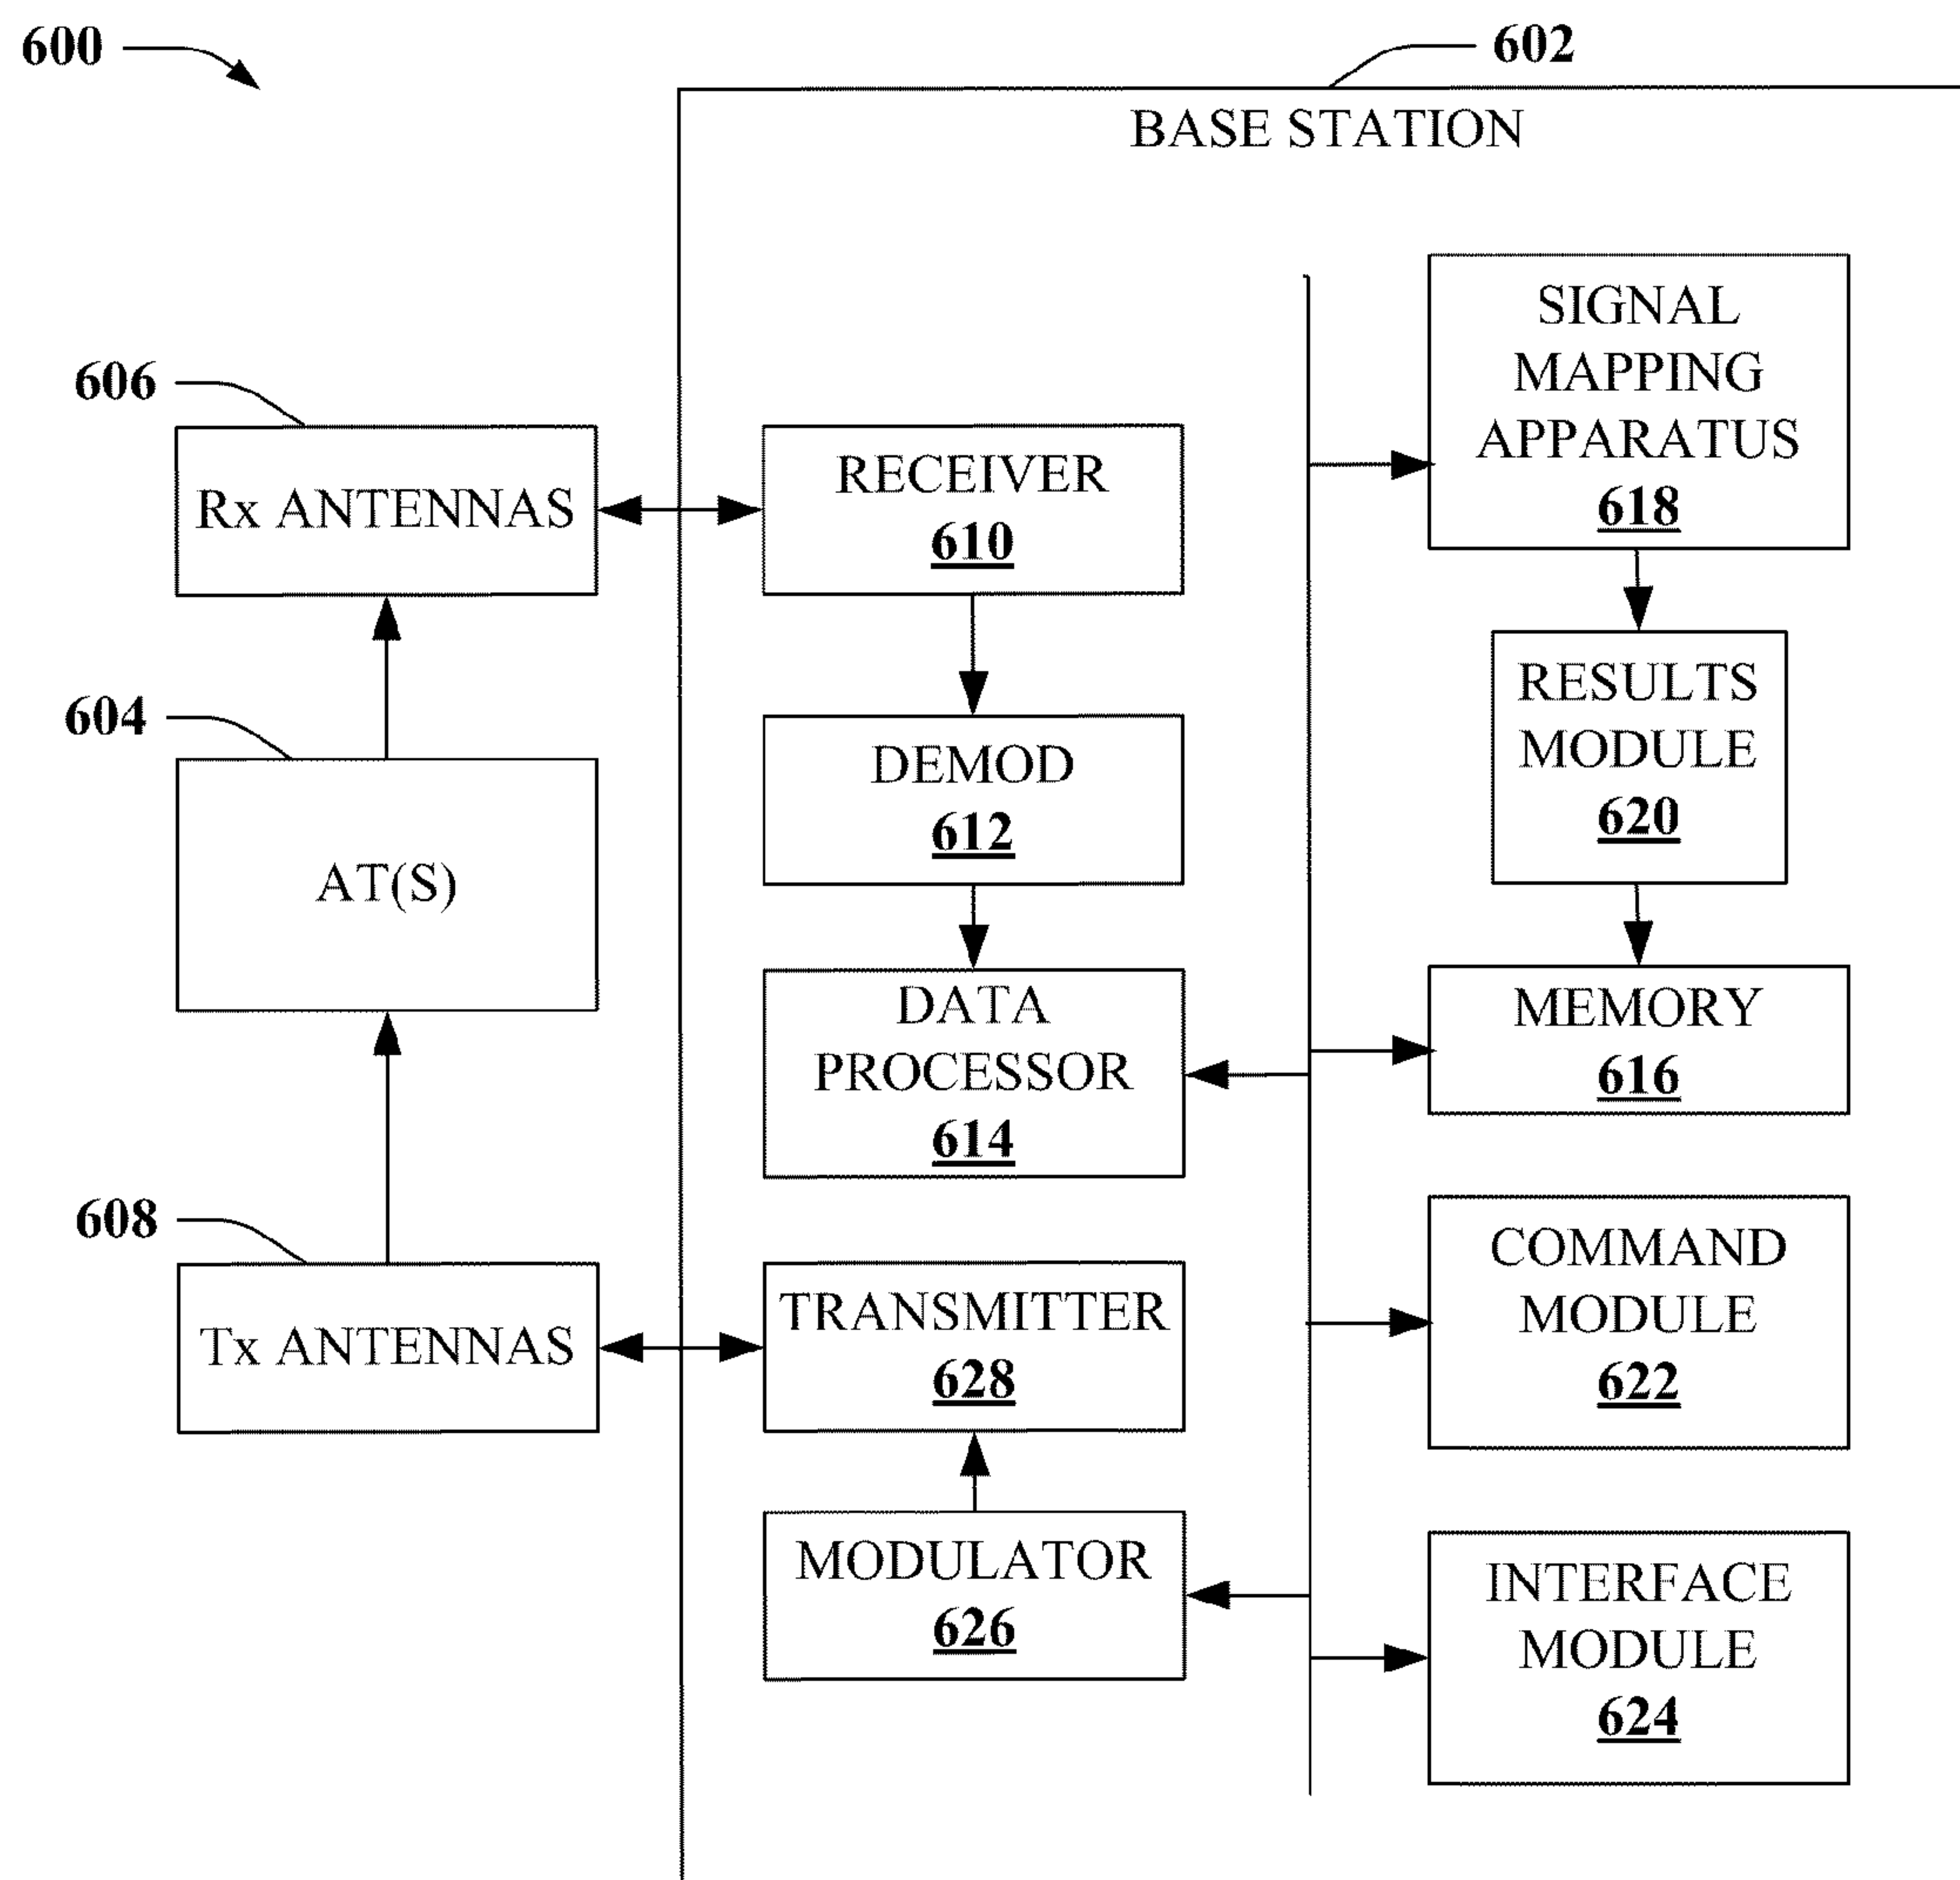 600
602
BASE STATION
606
Rx ANTENNAS
604
AT(S)
608
Tx ANTENNAS
RECEIVER
610
DEMOD
612
DATA
PROCESSOR
614
TRANSMITTER
628
MODULATOR
626
SIGNAL
MAPPING
APPARATUS
618
RESULTS
MODULE
620
MEMORY
616
COMMAND
MODULE
622
INTERFACE
MODULE
624